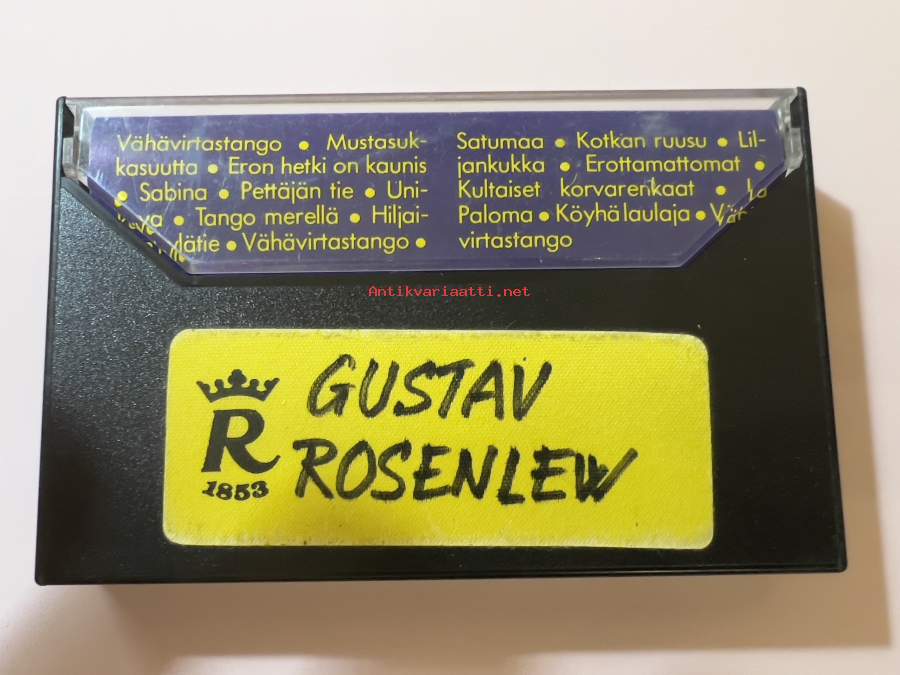 Vähävirtastango • Mustasuk-
kasuutta • Eron hetki on kaunis
• Sabina • Pettäjän tie • Uni-
• Tango merellä • Hiljai-
Vähävirtastango •
Satumaa • Kotkan ruusu • Lil-
jankukka • Erottamattomat •
Kultaiset korvarenkaat •
Paloma • Köyhä laulaja •
virtastango
Antikvariaatti.net
R
1853
GUSTAV
ROSENLEW